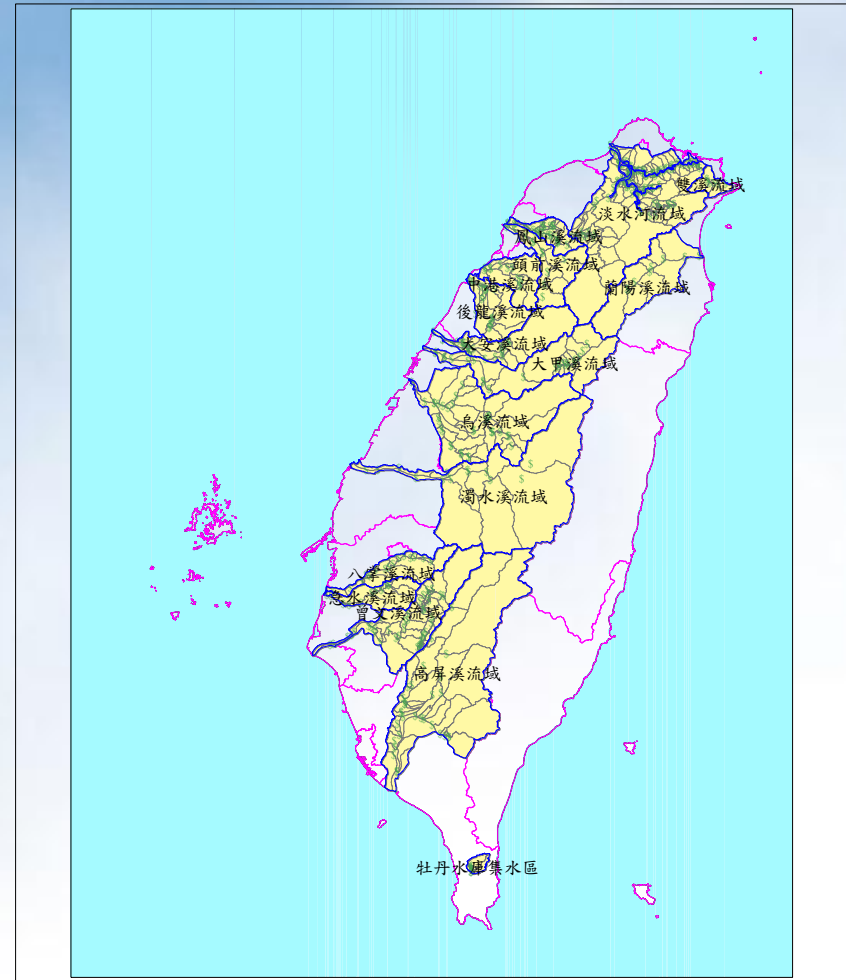 雙溪流域
淡水河流域
鳳山溪流域
頭前溪流域
中港溪流域
蘭陽溪流域
後龍溪流域
大安溪流域
大甲溪流域
烏溪流域
濁水溪流域
八掌溪流域
急水溪流域
曾文溪流域
高屏溪流域
牡丹水庫集水區